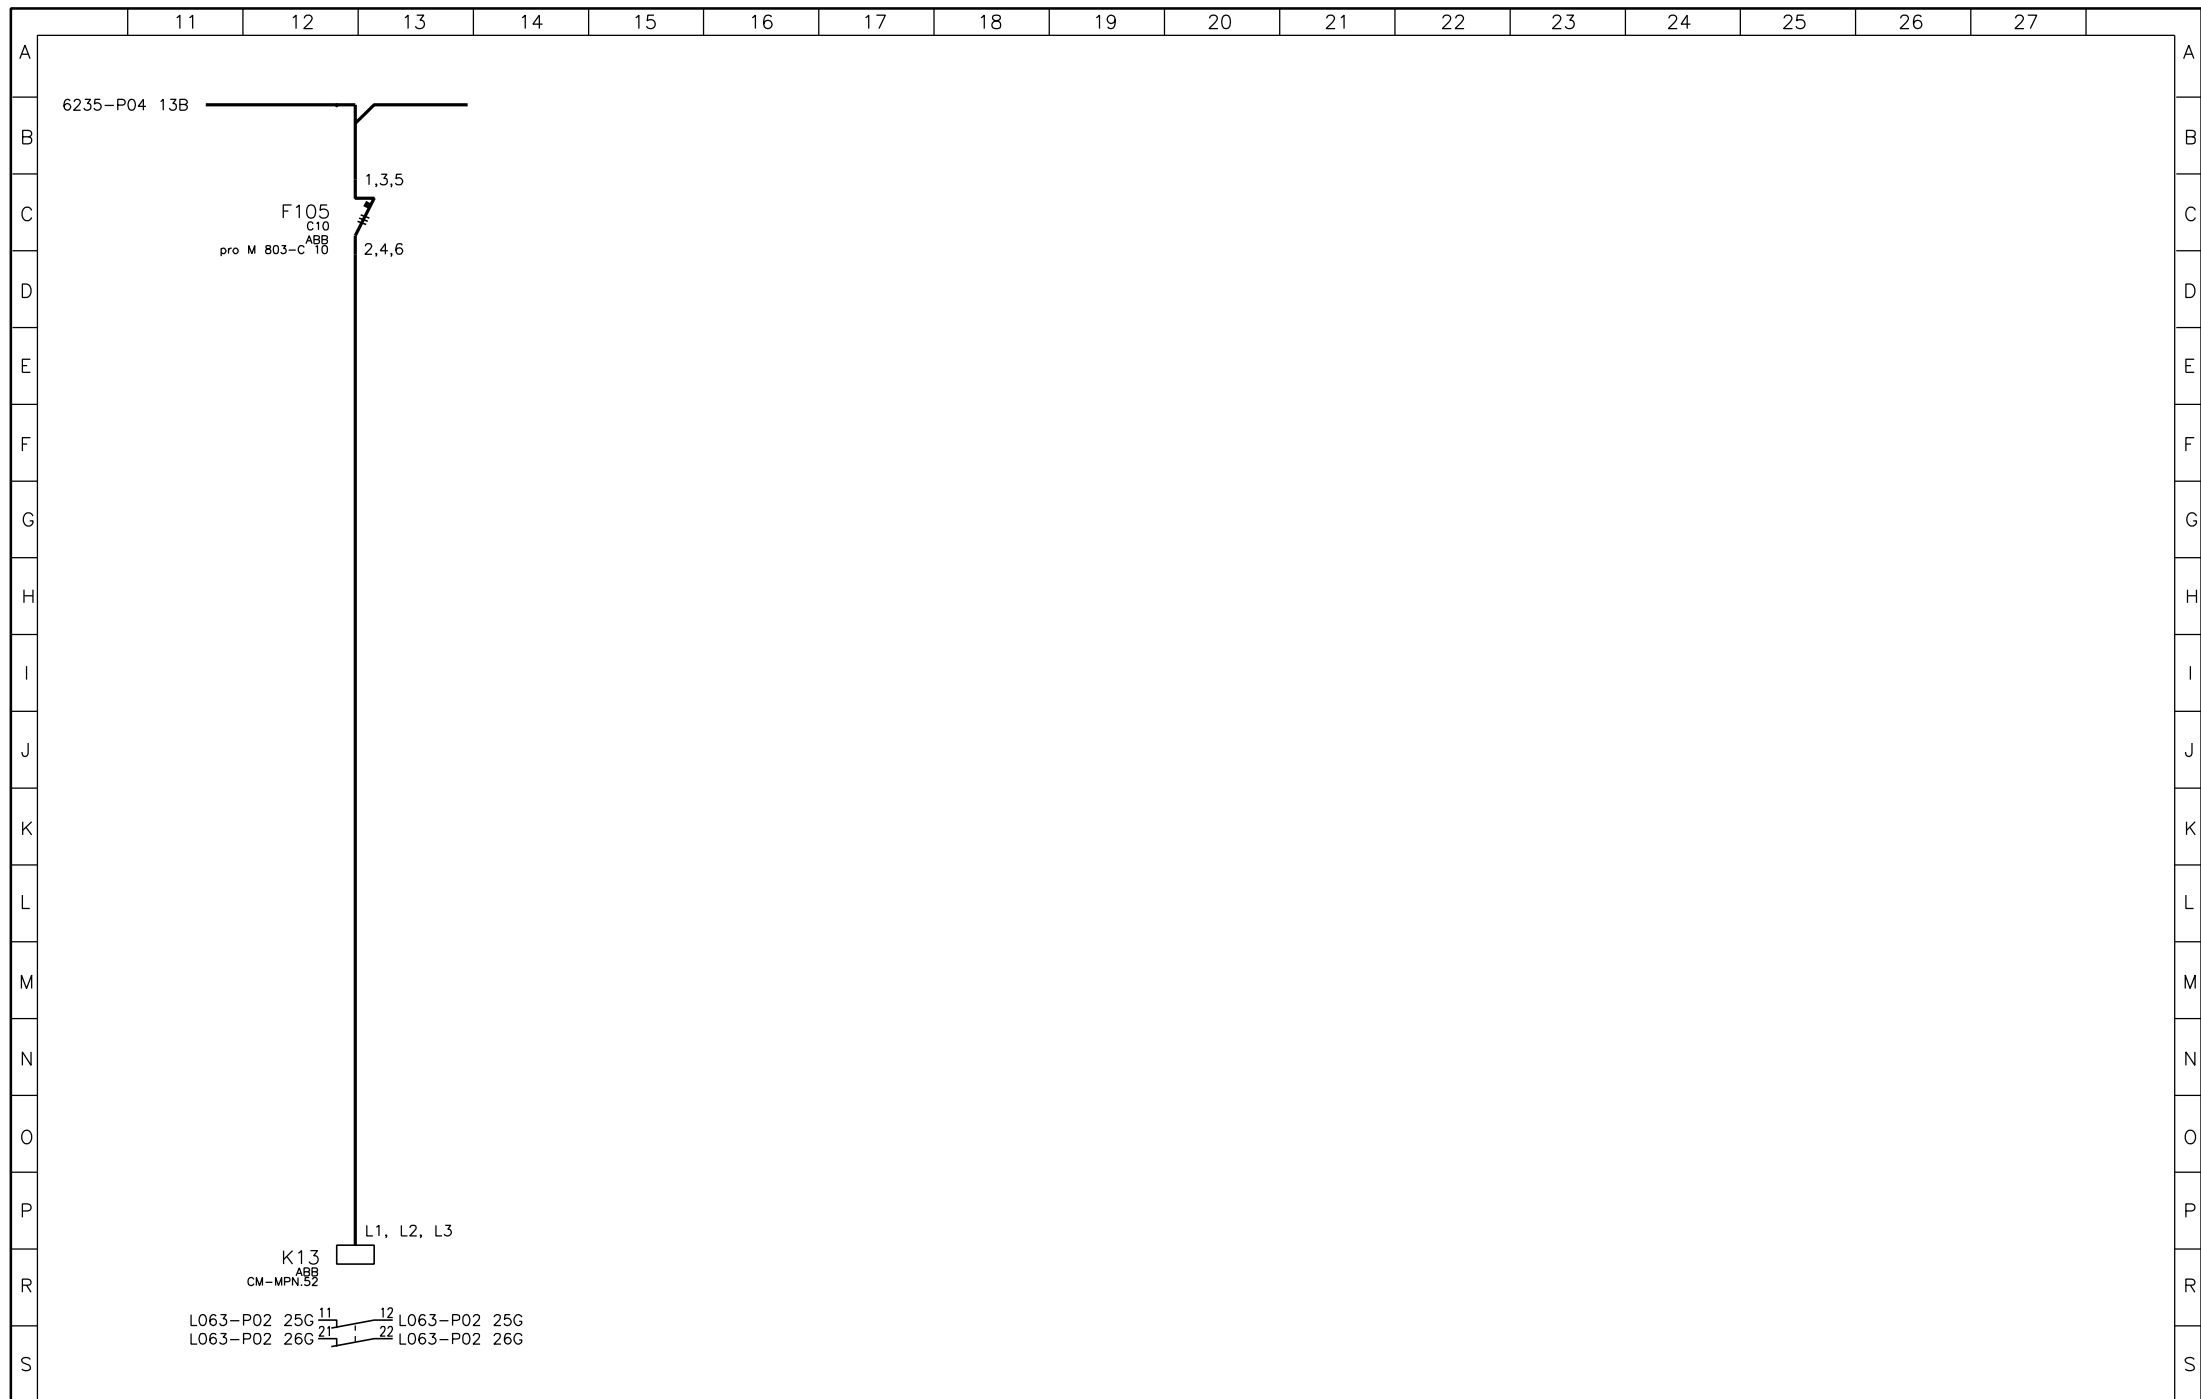 11 12 13 14 15 16 17 18 19 20 21 22 23 24 25 26 27
A A
6235-P04 13B
B B
1,3,5
F105
C C
C10
ABB
pro M 803-C 10 2,4,6
D D
E E
F F
G G
H H
I I
J J
K K
L L
M M
N N
O O
P P
L1, L2, L3
K13
ABB
CM-MPN.52
R R
L063-P02 25G 11 12 L063-P02 25G
L063-P02 26G 21 22 L063-P02 26G
S S